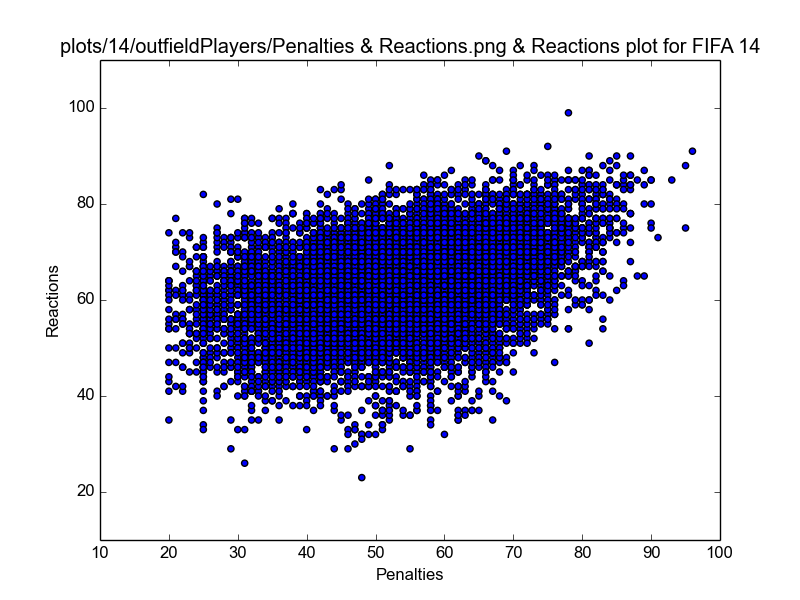 plots/14/outfieldPlayers/Penalties & Reactions.png & Reactions plot for FIFA 14
100
80
60
40
20
Reactions
10 20 30 40 50 60 70 80 90 100
Penalties